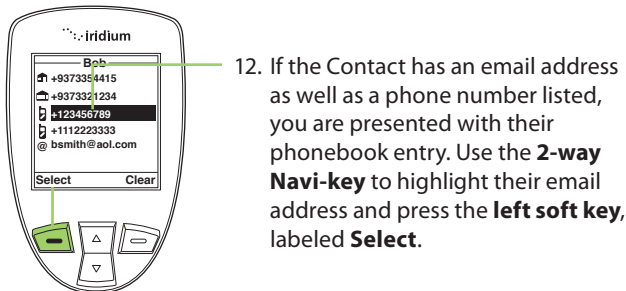 iridium
Bob
+9373354415
+9373321234
+123456789
+1112223333
@ bsmith@aol.com
Select Clear
12. If the Contact has an email address
as well as a phone number listed,
you are presented with their
phonebook entry. Use the 2-way
Navi-key to highlight their email
address and press the left soft key,
labeled Select.